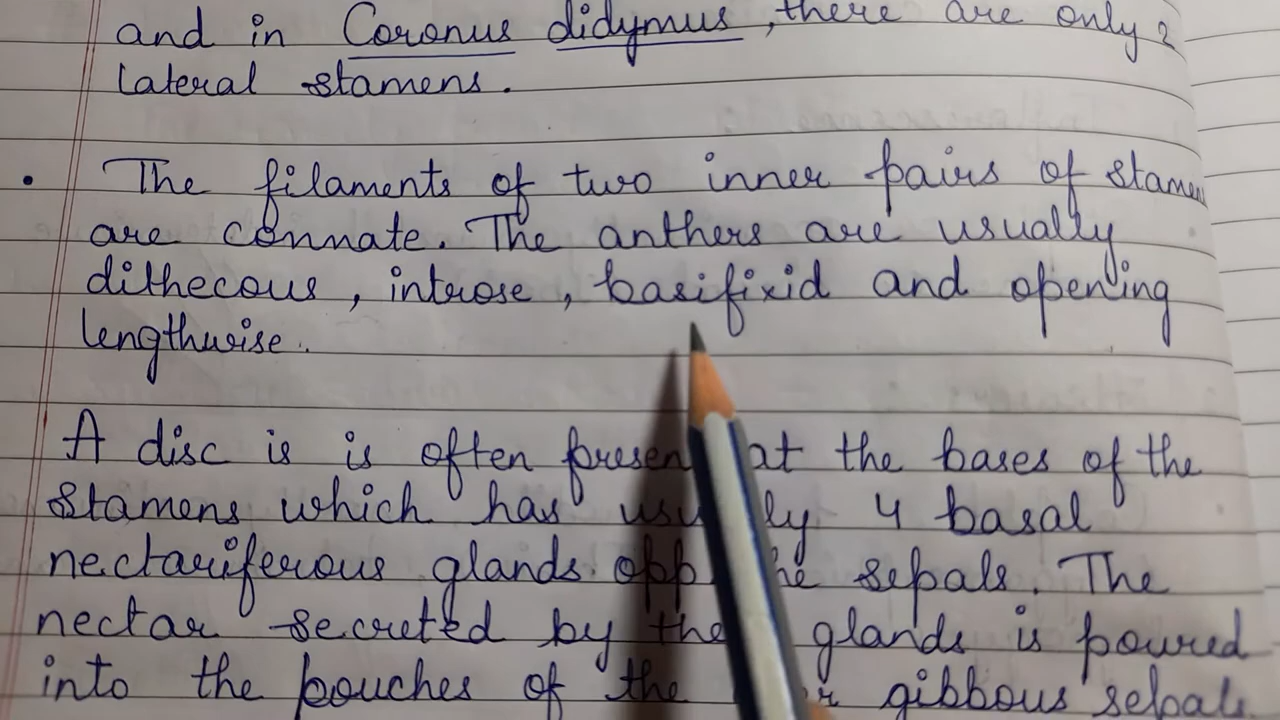 and in Coronus didymus, there are only 2
lateral stamens.
• The filaments of two inner pairs of stamen
are connate. The anthers are usually
dithecous, introse, basifixid and opening
lengthwise.
A disc is is often presen at the bases of the
stamens which has usu ly 4 basal
nectariferous glands opp he sepals. The
nectar secreted by the glands is poured
into the pouches of the gibbous sepals